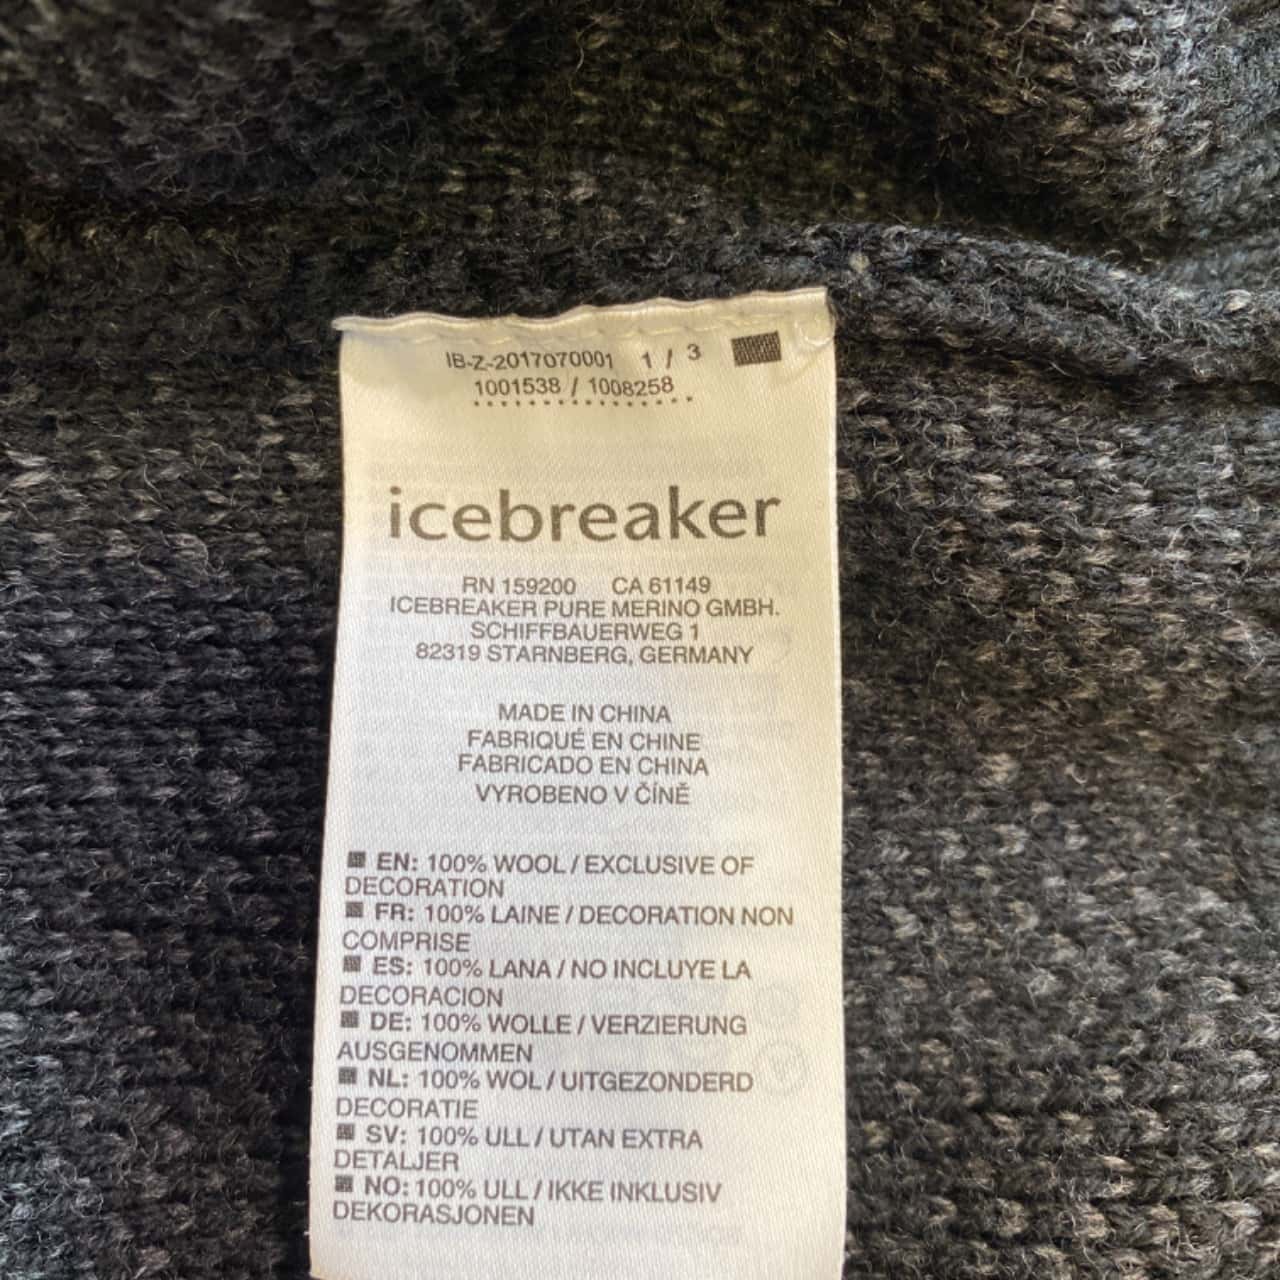 IB-Z-2017070001 1 / 3
1001538 / 1008258
icebreaker
RN 159200 CA 61149
ICEBREAKER PURE MERINO GMBH.
SCHIFFBAUERWEG 1
82319 STARNBERG, GERMANY
MADE IN CHINA
FABRIQUÉ EN CHINE
FABRICADO EN CHINA
VYROBENO V ČÍNĚ
EN: 100% WOOL / EXCLUSIVE OF
DECORATION
FR: 100% LAINE / DECORATION NON
COMPRISE
ES: 100% LANA / NO INCLUYE LA
DECORACION
DE: 100% WOLLE / VERZIERUNG
AUSGENOMMEN
NL: 100% WOL / UITGEZONDERD
DECORATIE
SV: 100% ULL / UTAN EXTRA
DETALJER
NO: 100% ULL / IKKE INKLUSIV
DEKORASJONEN